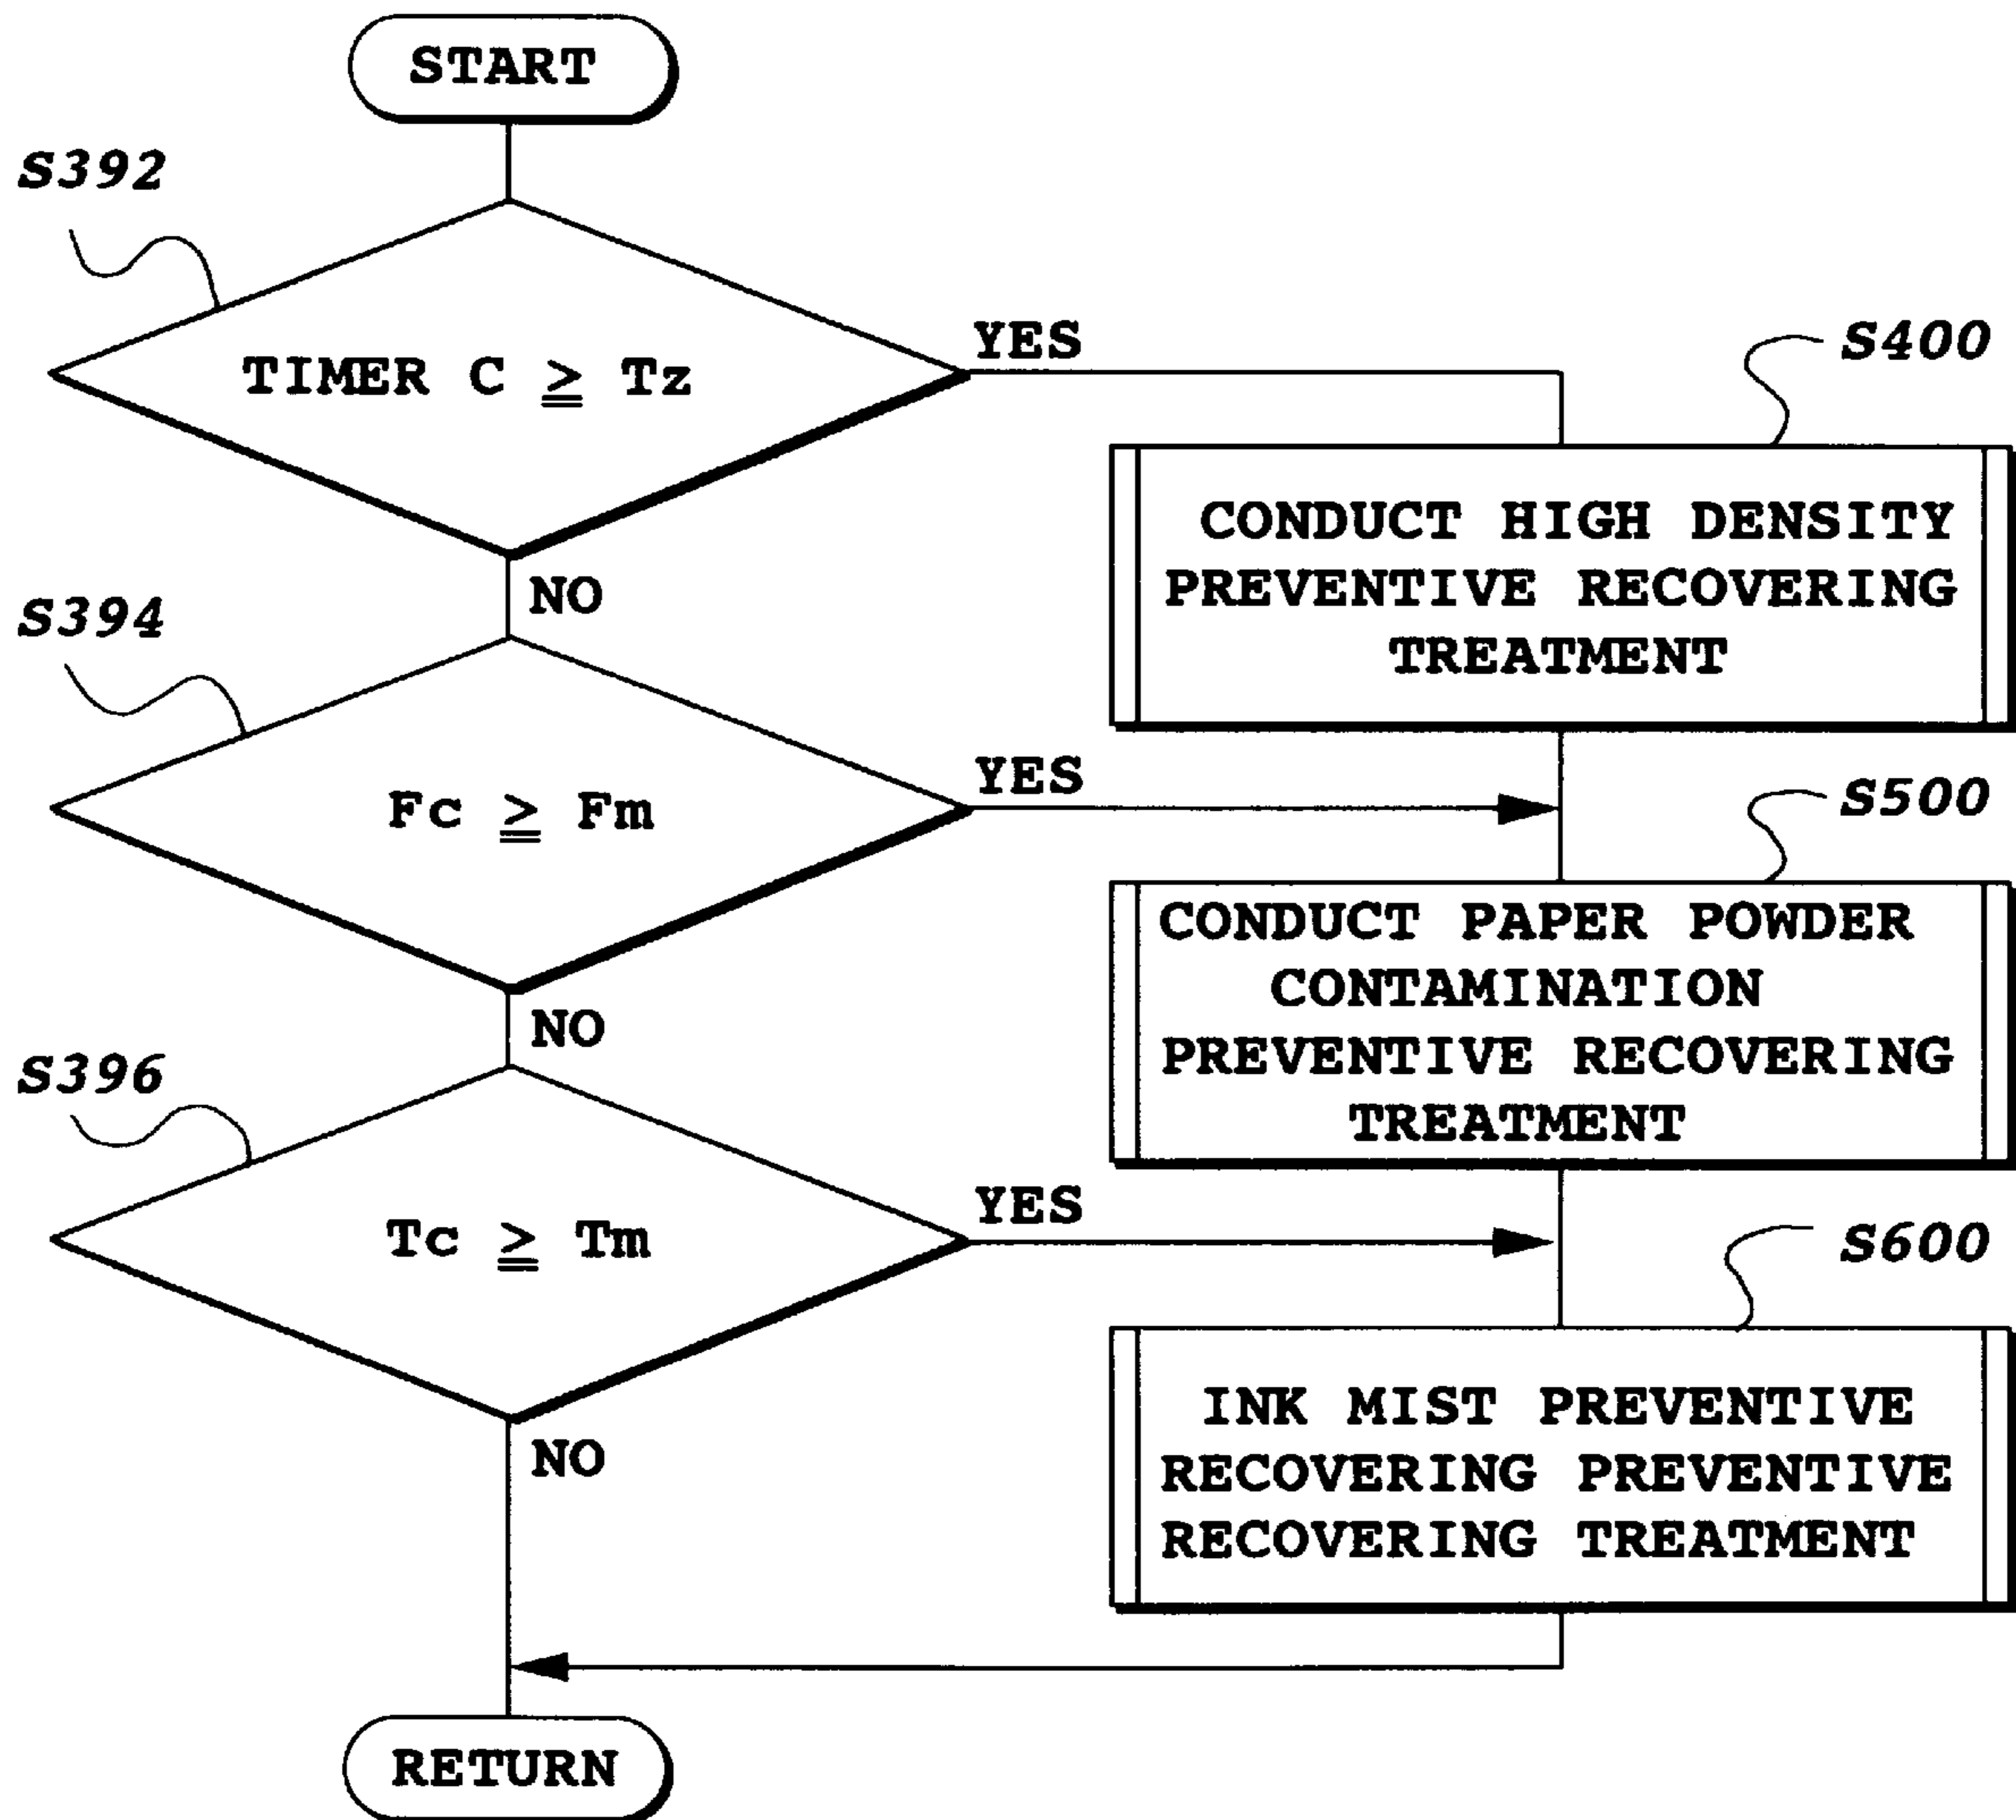 START
S392
TIMER C ≧ Tz
YES
S400
CONDUCT HIGH DENSITY
PREVENTIVE RECOVERING
TREATMENT
NO
S394
Fc ≧ Fm
YES
S500
CONDUCT PAPER POWDER
CONTAMINATION
PREVENTIVE RECOVERING
TREATMENT
NO
S396
Tc ≧ Tm
YES
S600
INK MIST PREVENTIVE
RECOVERING PREVENTIVE
RECOVERING TREATMENT
NO
RETURN